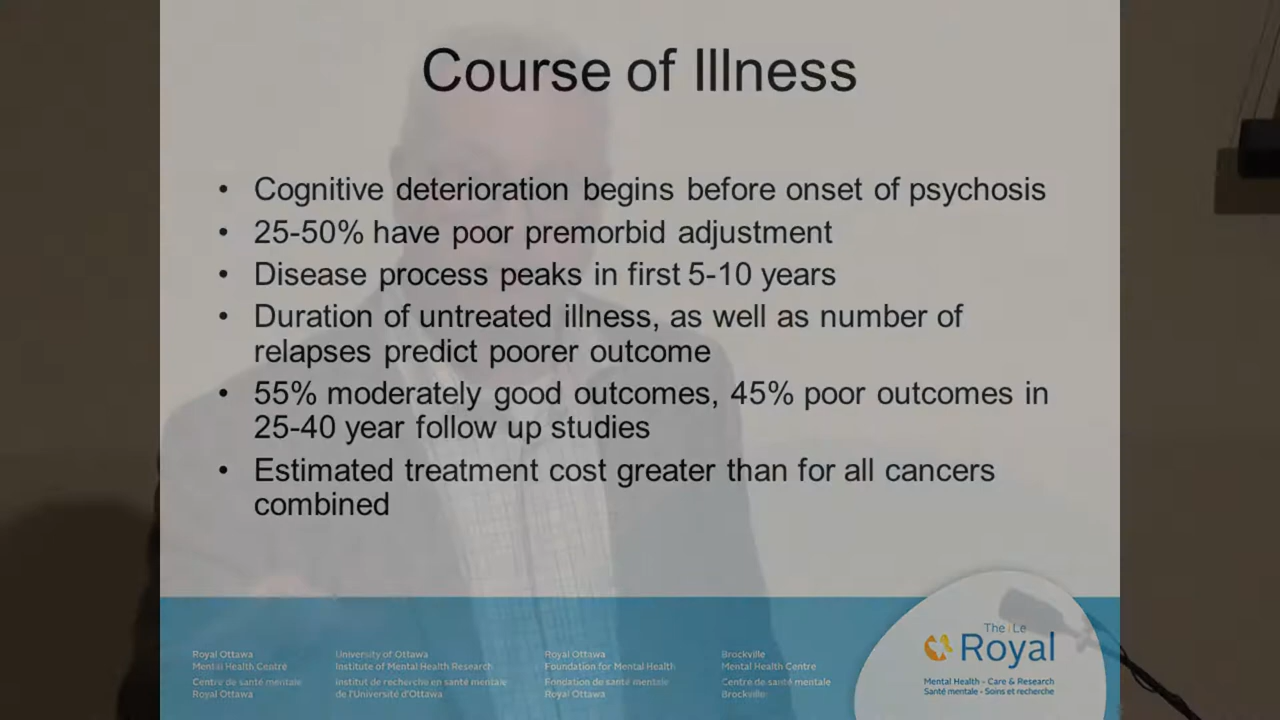 Course of Illness
• Cognitive deterioration begins before onset of psychosis
• 25-50% have poor premorbid adjustment
• Disease process peaks in first 5-10 years
• Duration of untreated illness, as well as number of
relapses predict poorer outcome
• 55% moderately good outcomes, 45% poor outcomes in
25-40 year follow up studies
• Estimated treatment cost greater than for all cancers
combined
Royal Ottawa
Mental Health Centre
Centre de santé mentale
Royal Ottawa
University of Ottawa
Institute of Mental Health Research
Institut de recherche en santé mentale
de l'Université d'Ottawa
Royal Ottawa
Foundation for Mental Health
Fondation de santé mentale
Royal Ottawa
Brockville
Mental Health Centre
Centre de santé mentale
Brockville
The Le
Royal
Mental Health - Care & Research
Santé mentale - Soins et recherche